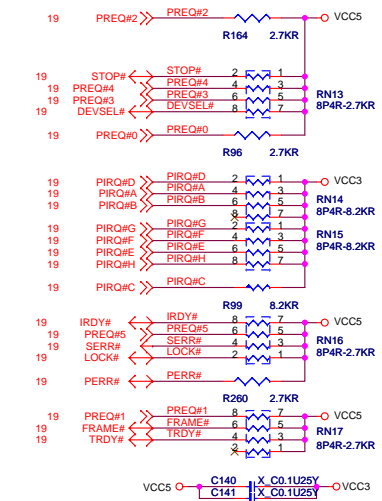 19 PREQ#2 PREQ#2 VCC5
R164 2.7KR
19 STOP# STOP# 2 1
19 PREQ#4 PREQ#4 4 3 RN13
19 PREQ#3 PREQ#3 6 5 8P4R-2.7KR
19 DEVSEL# DEVSEL# 8 7
19 PREQ#0 PREQ#0
R96 2.7KR
19 PIRQ#D PIRQ#D 2 1 VCC3
19 PIRQ#A PIRQ#A 4 3 RN14
19 PIRQ#B PIRQ#B 6 5 8P4R-8.2KR
8 7
19 PIRQ#G PIRQ#G 2 1 RN15
19 PIRQ#F PIRQ#F 4 3 8P4R-8.2KR
19 PIRQ#E PIRQ#E 6 5
19 PIRQ#H PIRQ#H 8 7
19 PIRQ#C PIRQ#C
R99 8.2KR
19 IRDY# IRDY# 8 7 VCC5
19 PREQ#5 PREQ#5 6 5 RN16
19 SERR# SERR# 4 3 8P4R-2.7KR
19 LOCK# LOCK# 2 1
19 PERR# PERR#
R260 2.7KR
19 PREQ#1 PREQ#1 8 7 VCC5
19 FRAME# FRAME# 6 5 RN17
19 TRDY# TRDY# 4 3 8P4R-2.7KR
2 1
VCC5 C140 X_C0.1U25Y VCC3
C141 X_C0.1U25Y